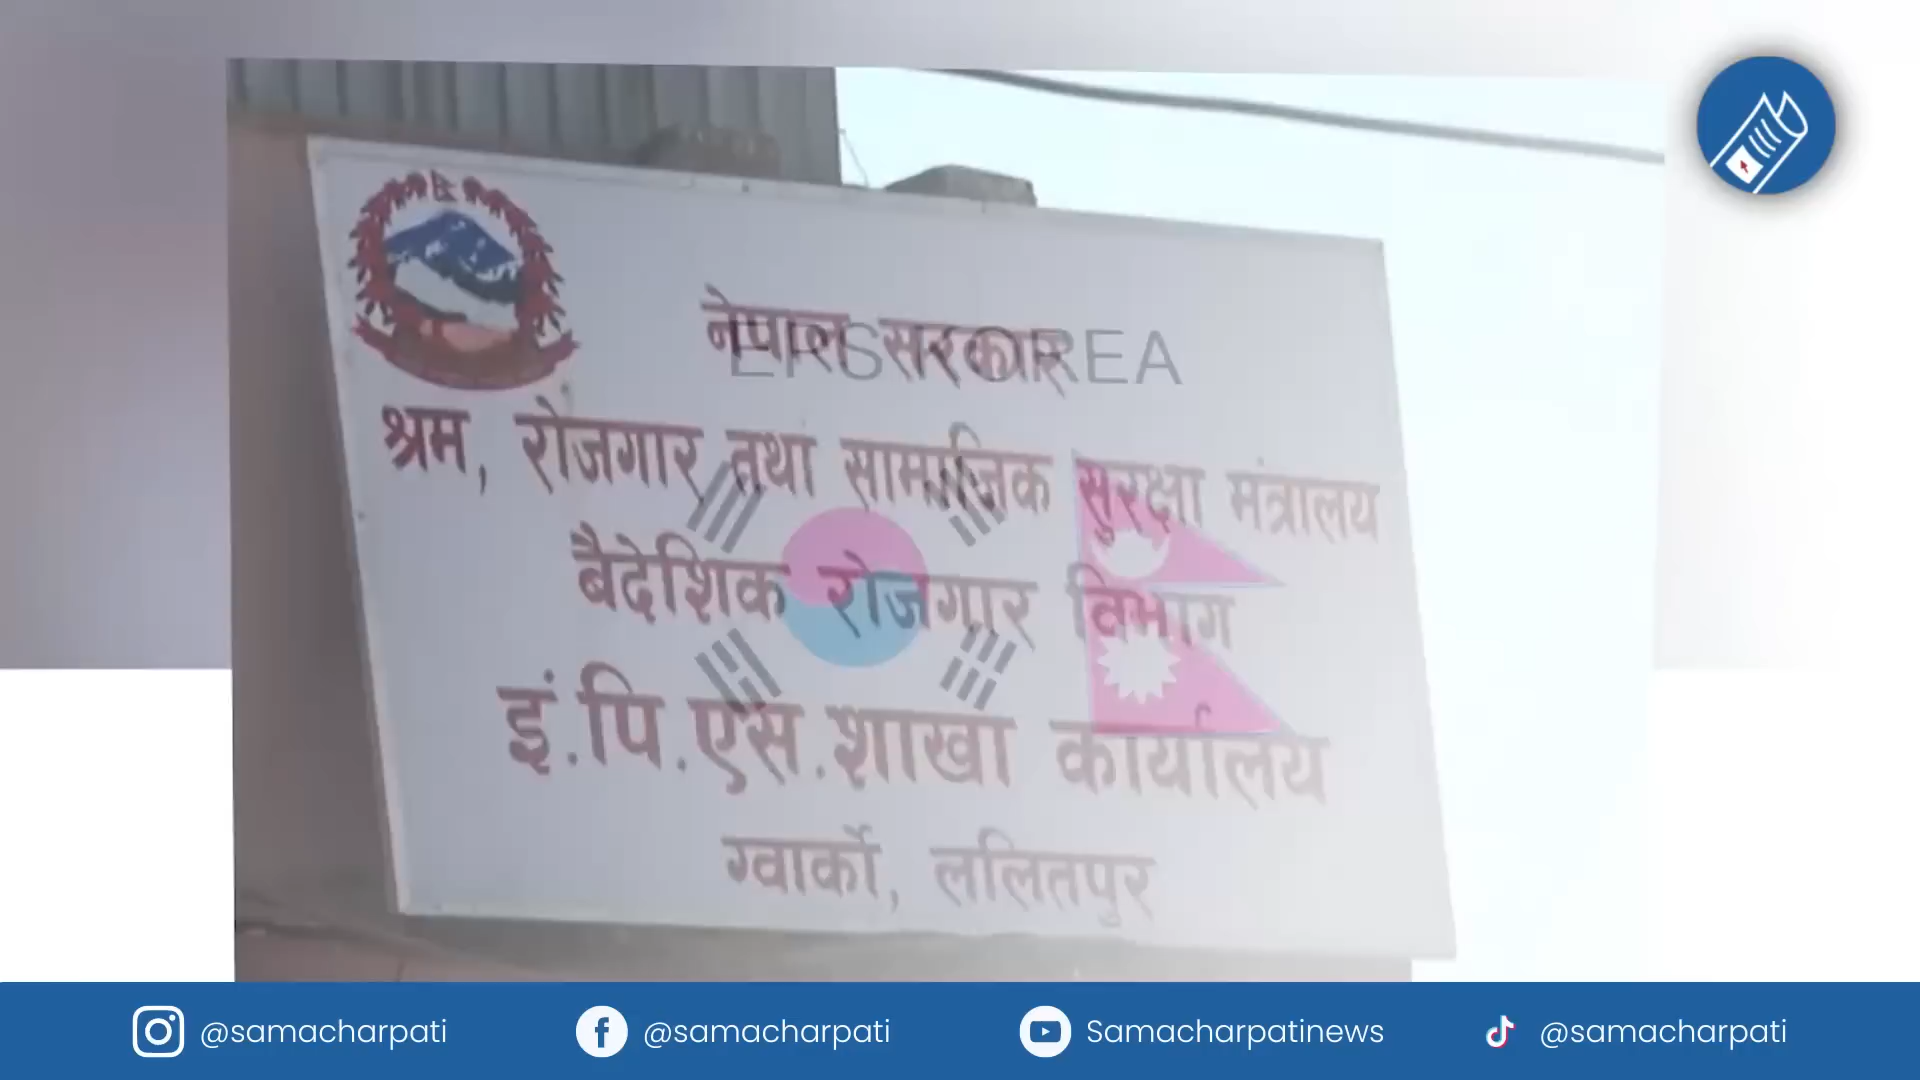 नेपाल सरकार
EPS KOREA
श्रम, रोजगार तथा सामाजिक सुरक्षा मंत्रालय
बैदेशिक रोजगार विभाग
इं.पि.एस.शाखा कार्यालय
ग्वार्को, ललितपुर
@samacharpati
@samacharpati
Samacharpatinews
@samacharpati